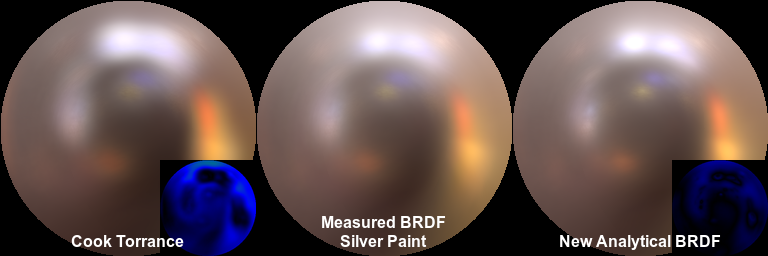 Cook Torrance
Measured BRDF
Silver Paint
New Analytical BRDF